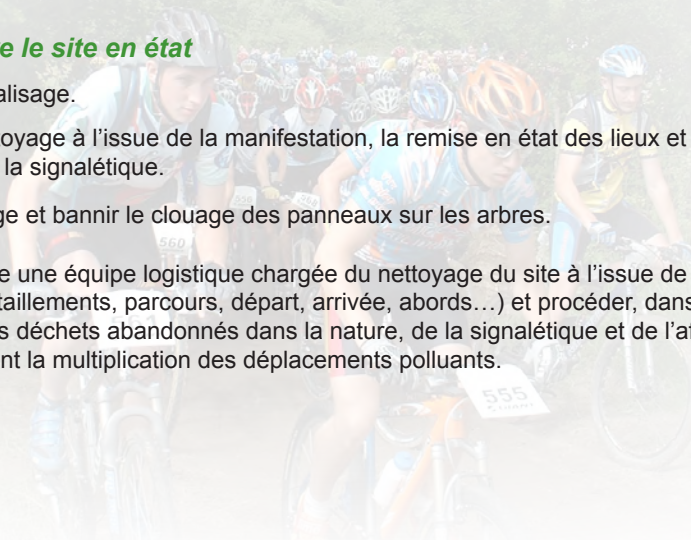 e le site en état
alisage.
oyage à l’issue de la manifestation, la remise en état des lieux et
la signalétique.
ge et bannir le clouage des panneaux sur les arbres.
e une équipe logistique chargée du nettoyage du site à l’issue de
taillements, parcours, départ, arrivée, abords…) et procéder, dans
s déchets abandonnés dans la nature, de la signalétique et de l’af
nt la multiplication des déplacements polluants.
560
555